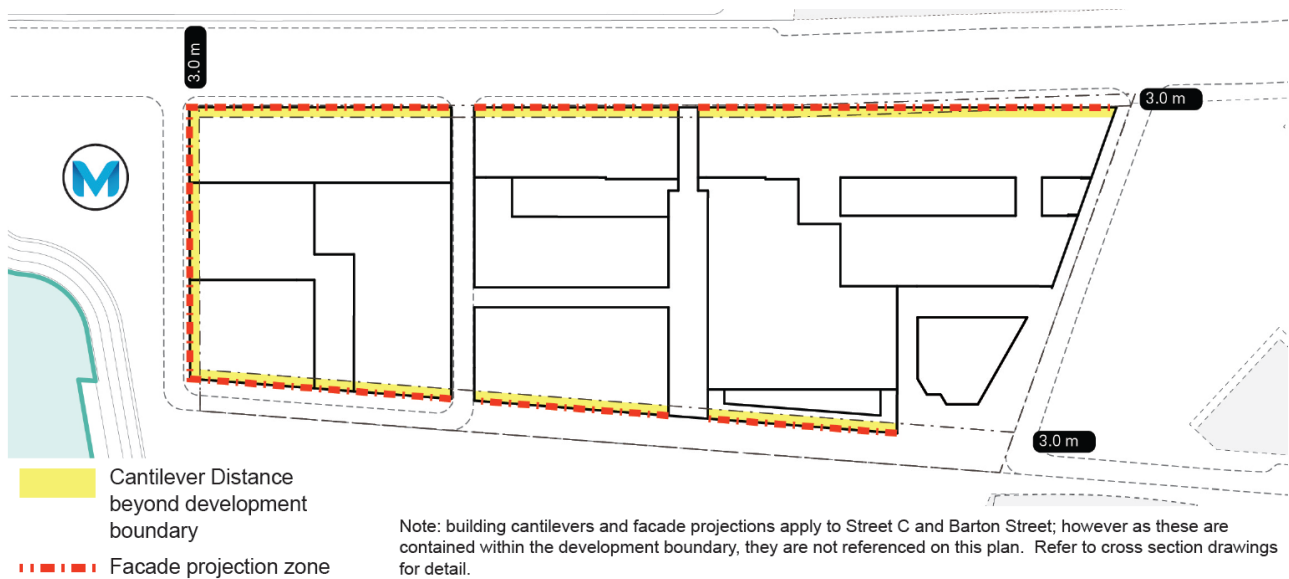 3.0 m
3.0 m
M
3.0 m
Cantilever Distance
beyond development
boundary
Facade projection zone
Note: building cantilevers and facade projections apply to Street C and Barton Street; however as these are
contained within the development boundary, they are not referenced on this plan. Refer to cross section drawings
for detail.